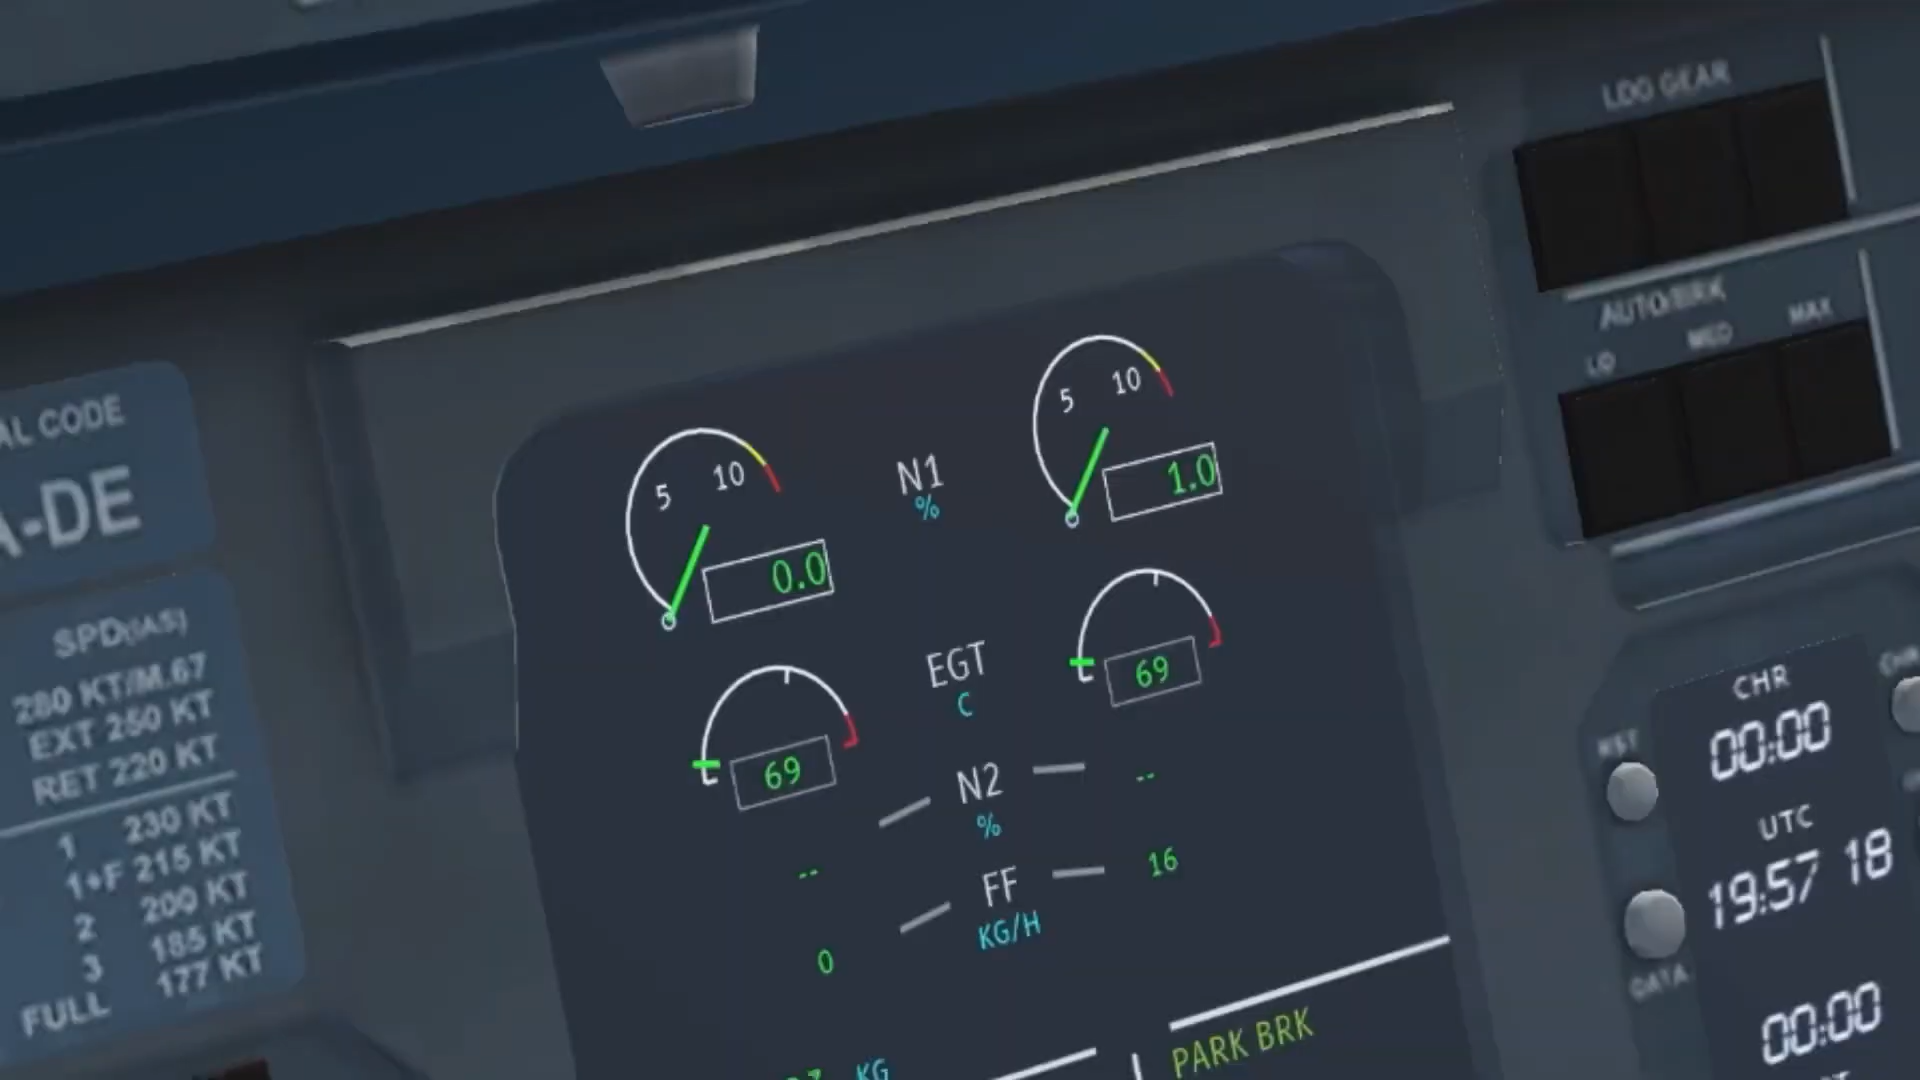 LDG GEAR
AUTO/BRK
LO MED MAX
AL CODE
A-DE
SPD(IAS)
280 KT/M.67
EXT 250 KT
RET 220 KT
1 230 KT
1+F 215 KT
2 200 KT
3 185 KT
FULL 177 KT
5 10
0.0
N1
%
5 10
1.0
69
EGT
C
69
--
N2
%
--
0
FF
KG/H
16
KG
PARK BRK
RST
CHR
00:00
CHR
UTC
19:57 18
DATA
00:00